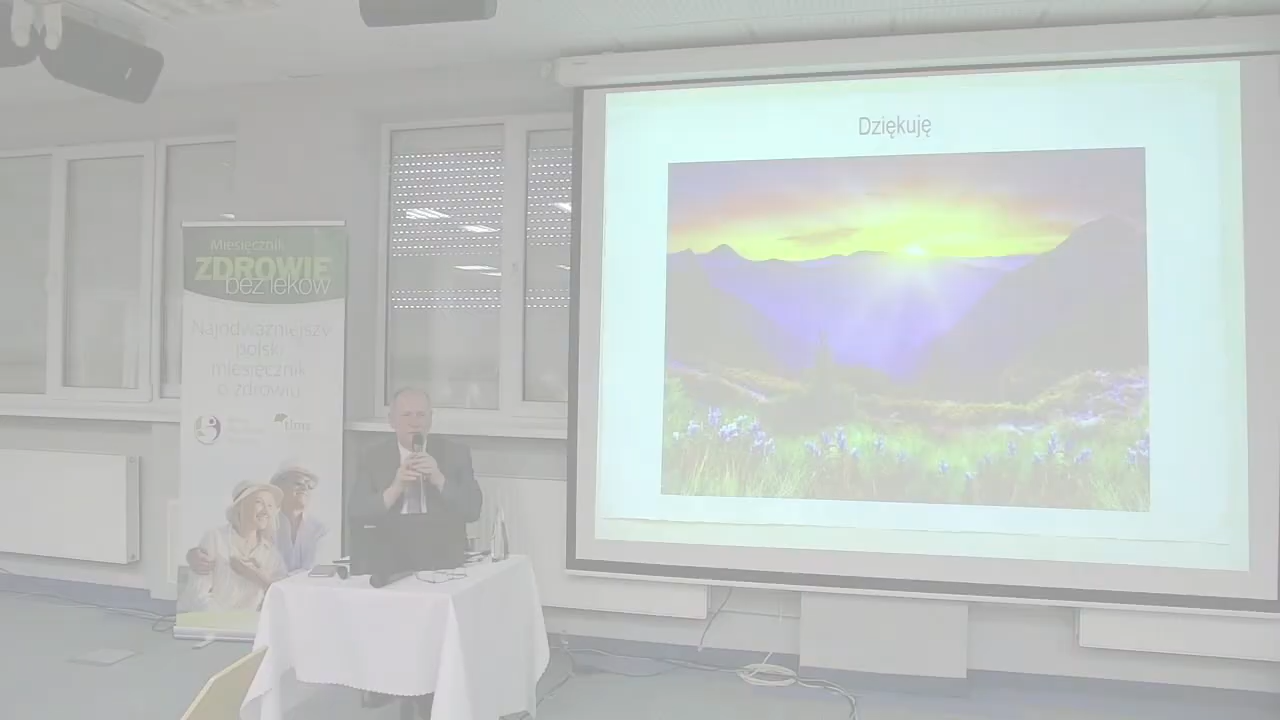 Dziękuję
Miesięcznik
ZDROWIE
bez leków
Najodważniejszy
polski
miesięcznik
o zdrowiu